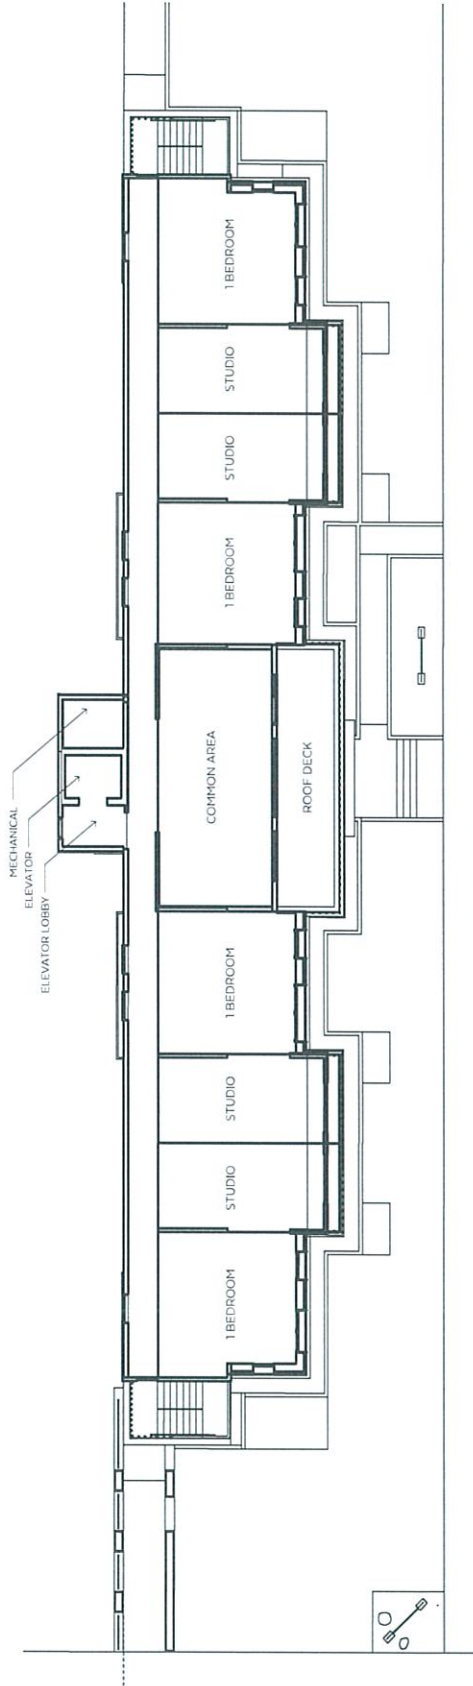 MECHANICAL
ELEVATOR
ELEVATOR LOBBY
1 BEDROOM
STUDIO
STUDIO
1 BEDROOM
COMMON AREA
ROOF DECK
1 BEDROOM
STUDIO
STUDIO
1 BEDROOM